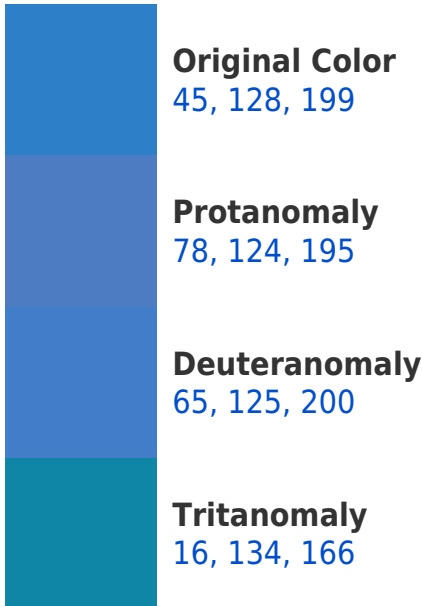 Original Color
45, 128, 199
Protanomaly
78, 124, 195
Deuteranomaly
65, 125, 200
Tritanomaly
16, 134, 166